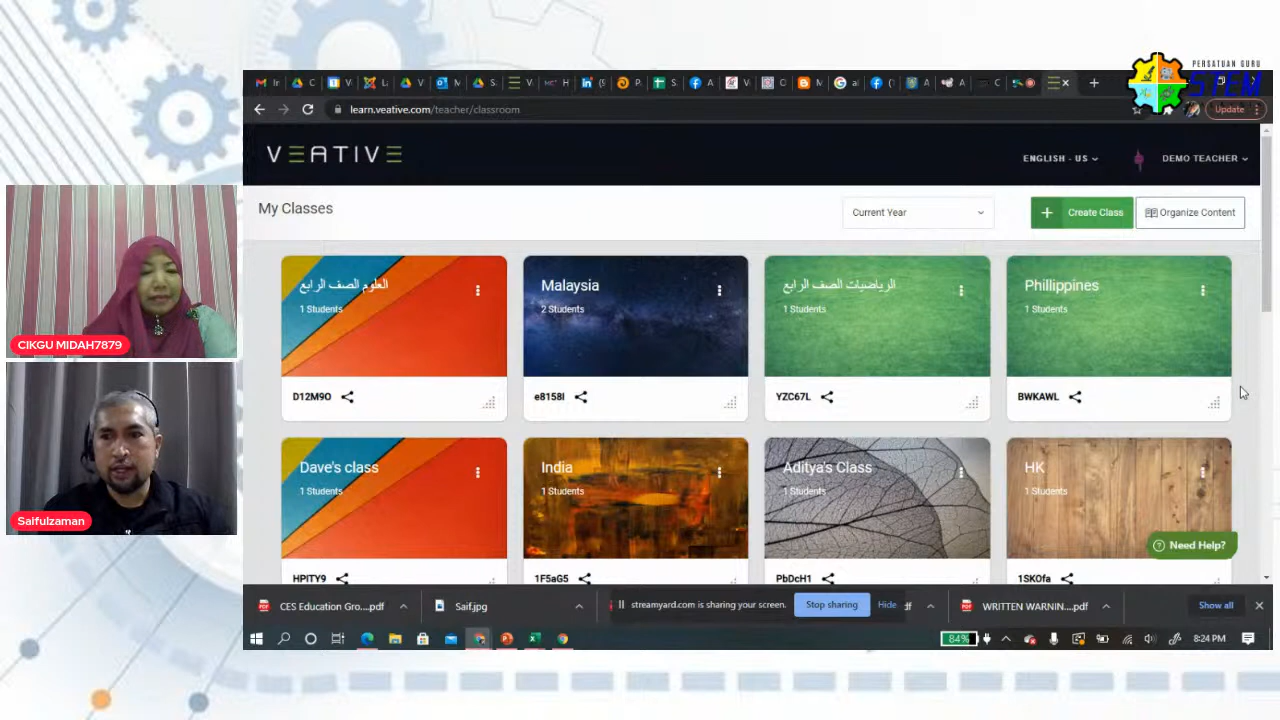 PERSATUAN GURU
STEM
learn.veative.com/teacher/classroom
Update
VEATIVE
ENGLISH - US
DEMO TEACHER
My Classes
Current Year
+ Create Class
Organize Content
العلوم الصف الرابع
1 Students
D12M9O
Malaysia
2 Students
e8158I
الرياضيات الصف الرابع
1 Students
YZC67L
Phillippines
1 Students
BWKAWL
Dave's class
1 Students
HPITY9
India
1 Students
1F5aG5
Aditya's Class
1 Students
PbDcH1
HK
1 Students
1SKOfa
Need Help?
CIKGU MIDAH7879
Saifulzaman
CES Education Gro....pdf
Saif.jpg
streamyard.com is sharing your screen.
Stop sharing
Hide
WRITTEN WARNIN....pdf
Show all
84%
8:24 PM